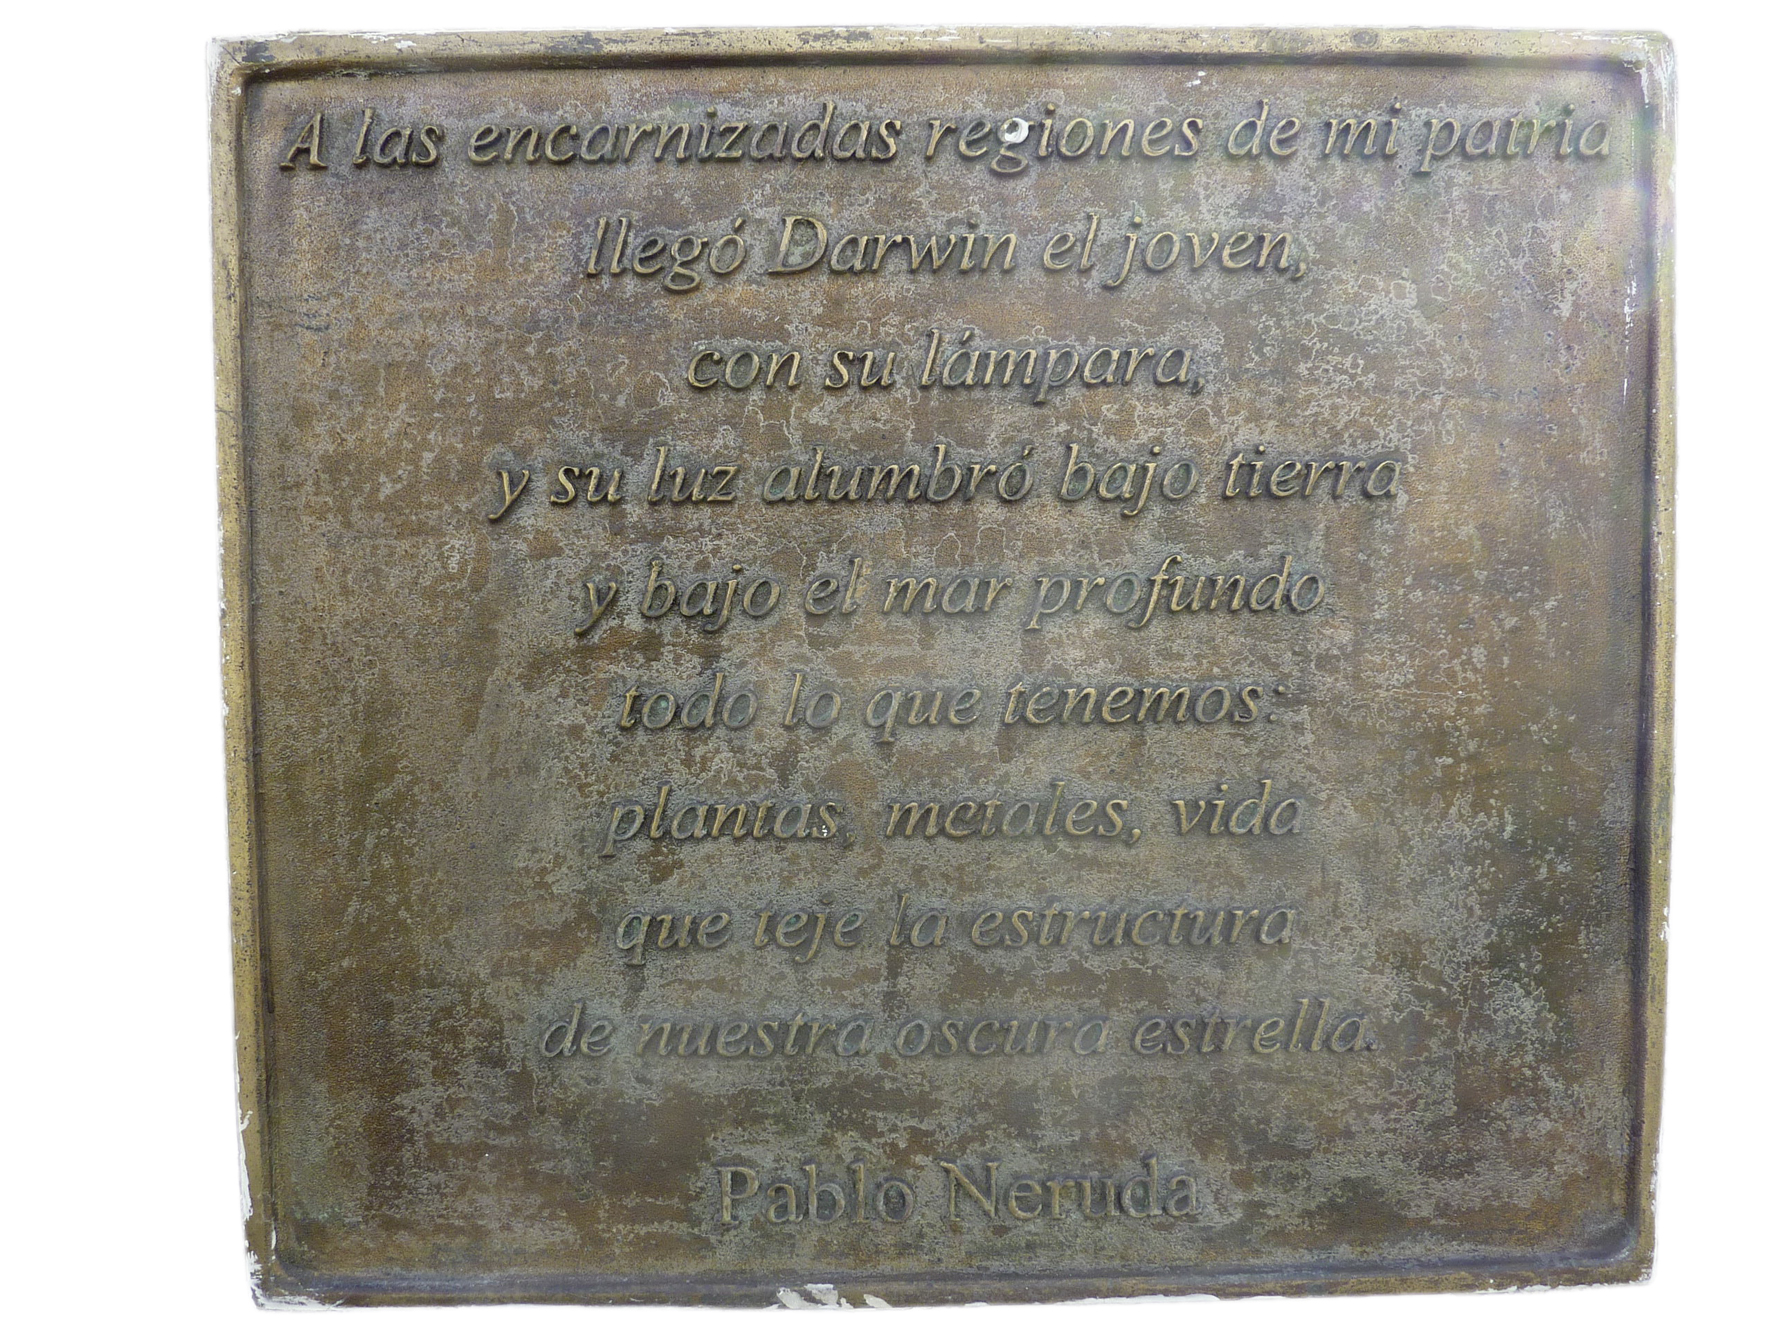 A las encarnizadas regiones de mi patria
llegó Darwin el joven,
con su lámpara,
y su luz alumbró bajo tierra
y bajo el mar profundo
todo lo que tenemos:
plantas, metales, vida
que teje la estructura
de nuestra oscura estrella.
Pablo Neruda